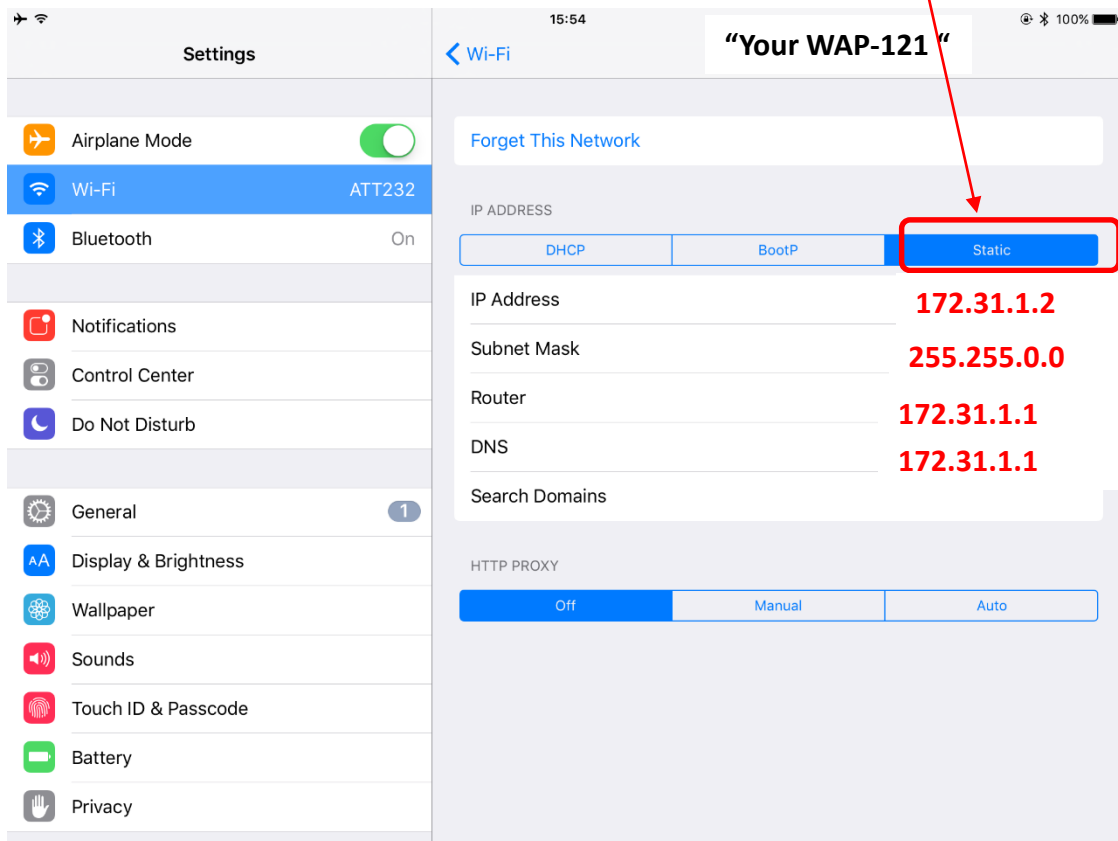 15:54
100%
Settings
Wi-Fi
“Your WAP-121 “
Airplane Mode
Wi-Fi ATT232
Bluetooth On
Notifications
Control Center
Do Not Disturb
General 1
AA Display & Brightness
Wallpaper
Sounds
Touch ID & Passcode
Battery
Privacy
Forget This Network
IP ADDRESS
DHCP BootP Static
IP Address 172.31.1.2
Subnet Mask 255.255.0.0
Router 172.31.1.1
DNS 172.31.1.1
Search Domains
HTTP PROXY
Off Manual Auto